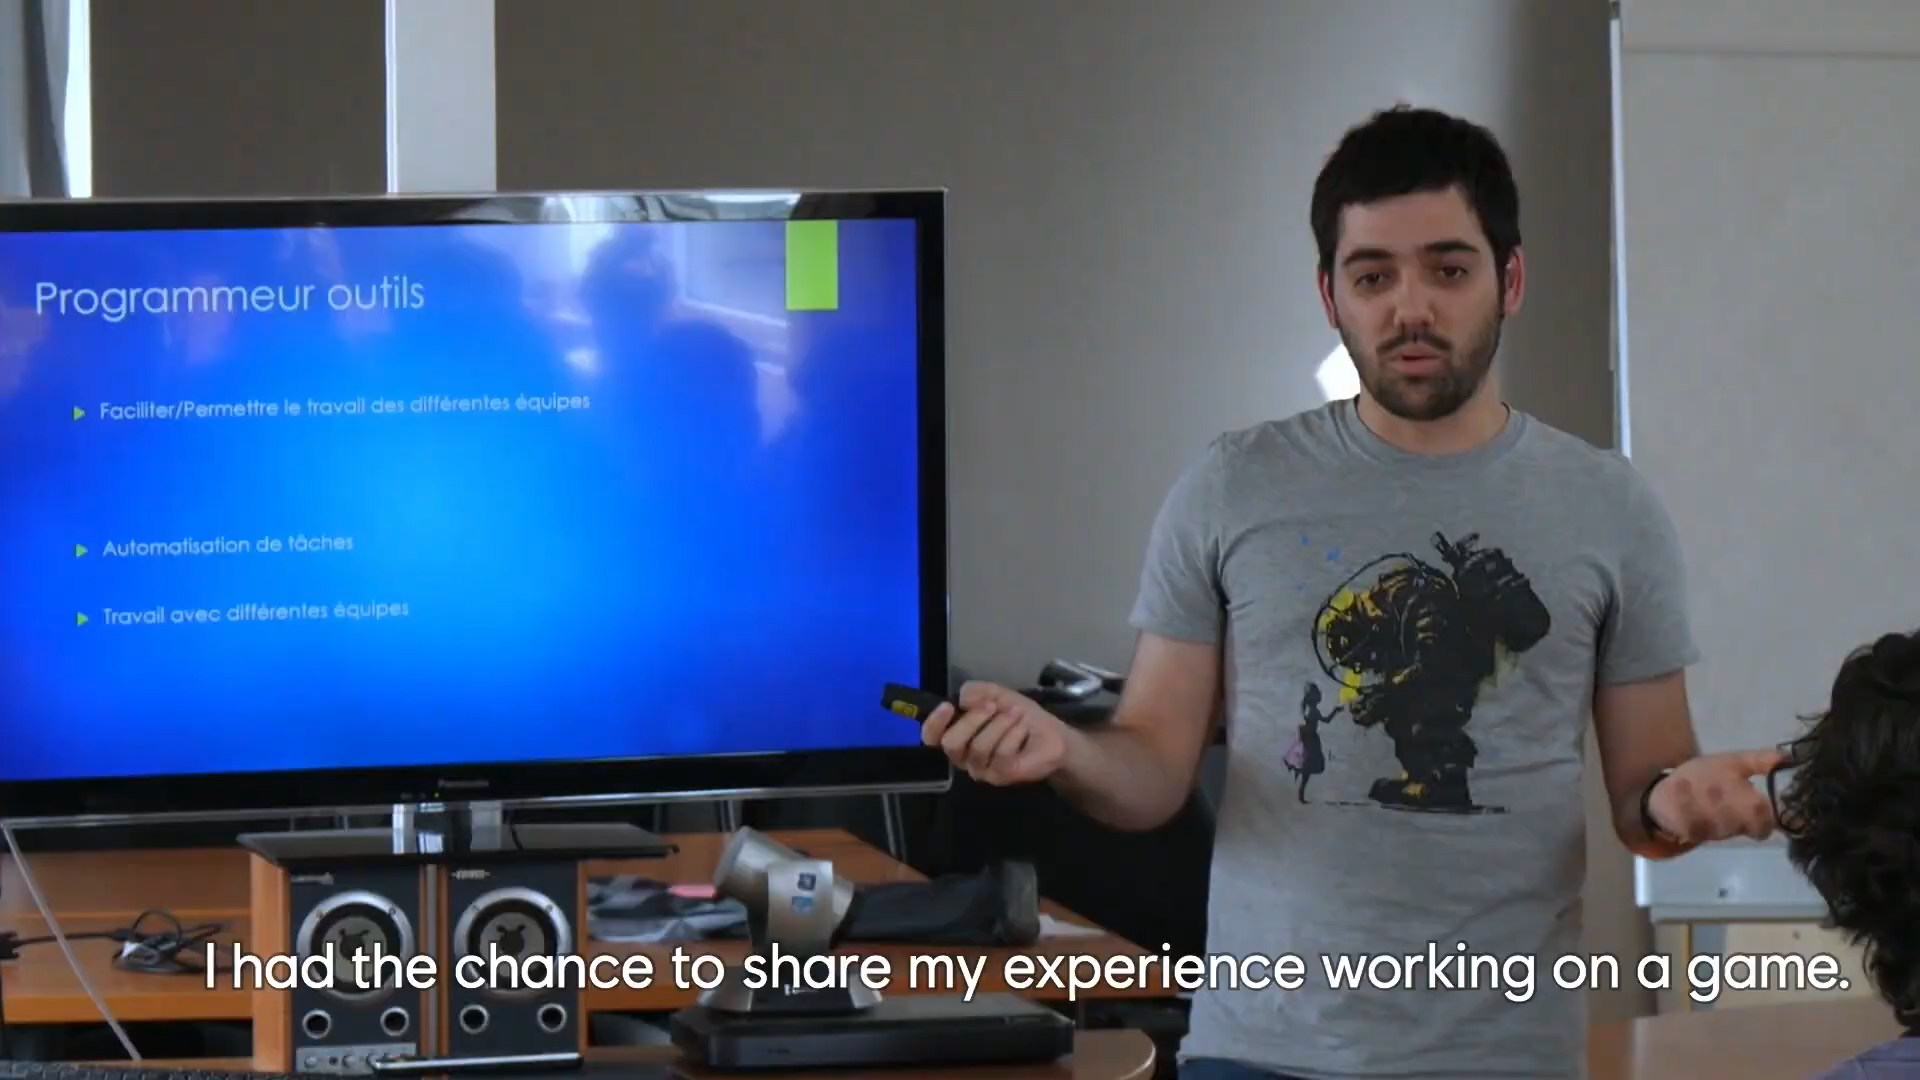 Programmeur outils
Faciliter/Permettre le travail des différentes équipes
Automatisation de tâches
Travail avec différentes équipes
Panasonic
I had the chance to share my experience working on a game.